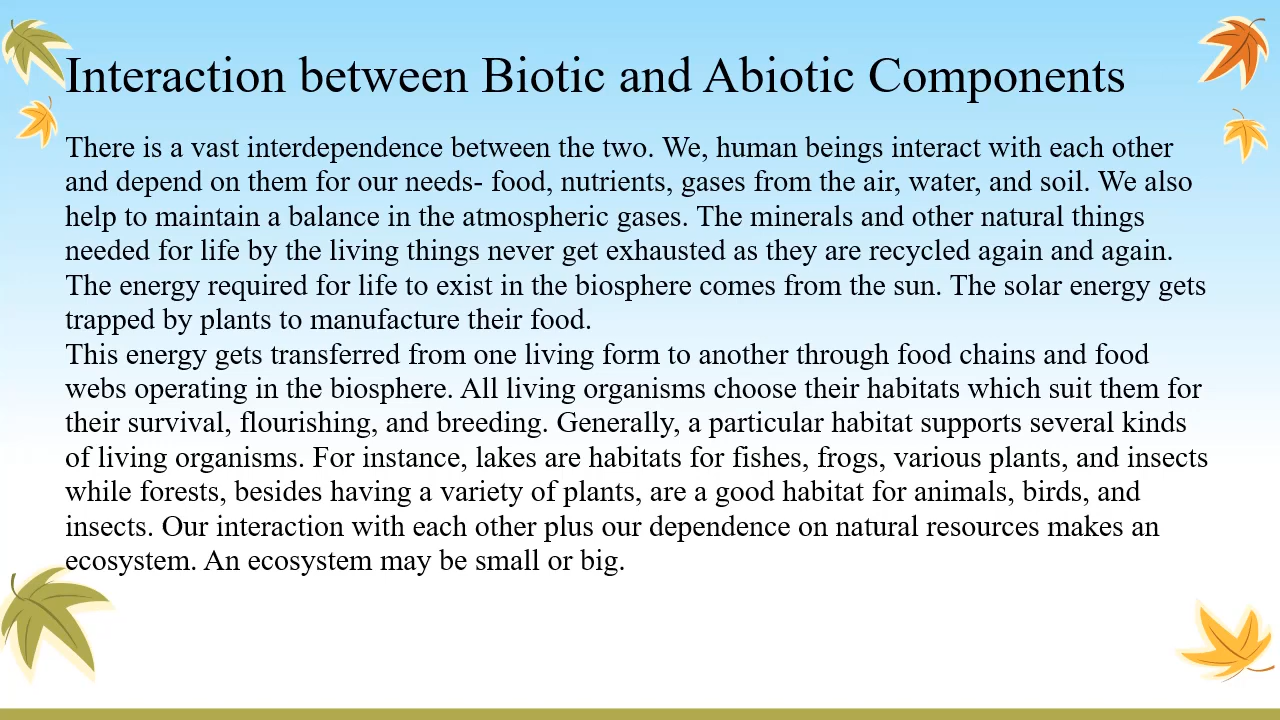 Interaction between Biotic and Abiotic Components
There is a vast interdependence between the two. We, human beings interact with each other
and depend on them for our needs- food, nutrients, gases from the air, water, and soil. We also
help to maintain a balance in the atmospheric gases. The minerals and other natural things
needed for life by the living things never get exhausted as they are recycled again and again.
The energy required for life to exist in the biosphere comes from the sun. The solar energy gets
trapped by plants to manufacture their food.
This energy gets transferred from one living form to another through food chains and food
webs operating in the biosphere. All living organisms choose their habitats which suit them for
their survival, flourishing, and breeding. Generally, a particular habitat supports several kinds
of living organisms. For instance, lakes are habitats for fishes, frogs, various plants, and insects
while forests, besides having a variety of plants, are a good habitat for animals, birds, and
insects. Our interaction with each other plus our dependence on natural resources makes an
ecosystem. An ecosystem may be small or big.